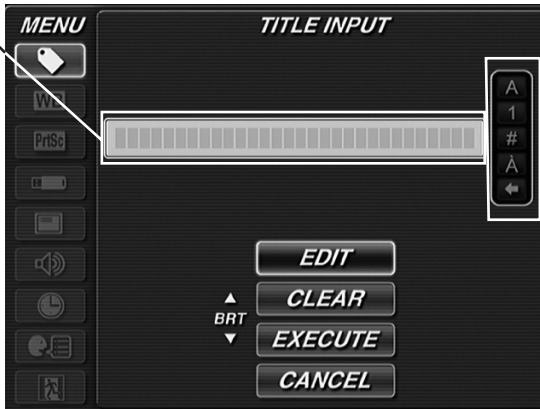 MENU
TITLE INPUT
WB
PrtSc
A
1
#
À
EDIT
CLEAR
BRT
EXECUTE
CANCEL